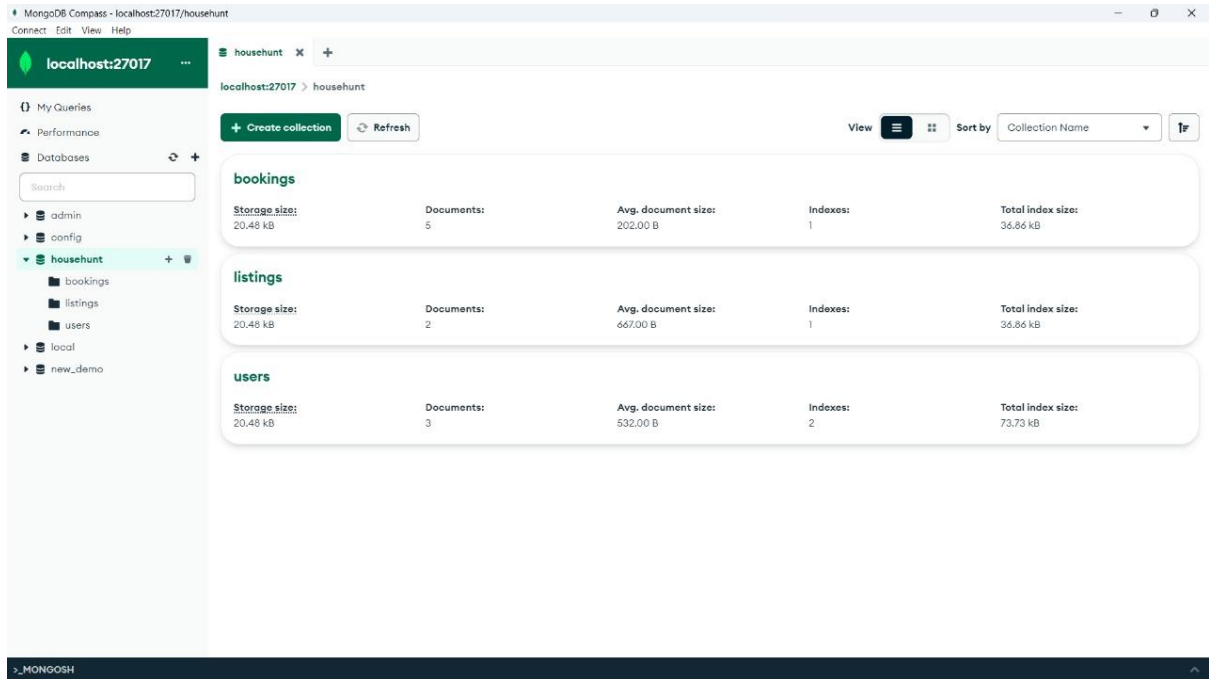 MongoDB Compass - localhost:27017/househunt
Connect Edit View Help
localhost:27017 ...
{} My Queries
Performance
Databases
Search
admin
config
househunt
bookings
listings
users
local
new_demo
househunt
localhost:27017 > househunt
+ Create collection Refresh View Sort by Collection Name
bookings
Storage size: Documents: Avg. document size: Indexes: Total index size:
20.48 kB 5 202.00 B 1 36.86 kB
listings
Storage size: Documents: Avg. document size: Indexes: Total index size:
20.48 kB 2 667.00 B 1 36.86 kB
users
Storage size: Documents: Avg. document size: Indexes: Total index size:
20.48 kB 3 532.00 B 2 73.73 kB
>_MONGOSH